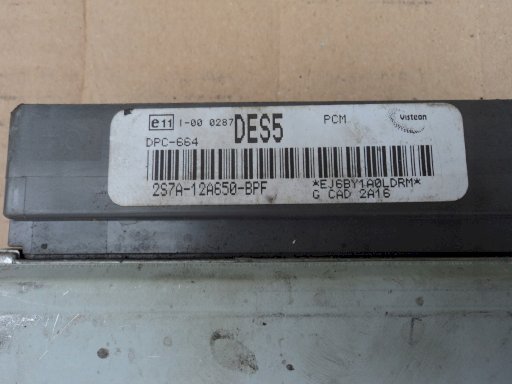 e11 I-00 0287 DES5 PCM Visteon
DPC-664
2S7A-12A650-BPF *EJ6BY1A0LDRM*
G CAD 2A16